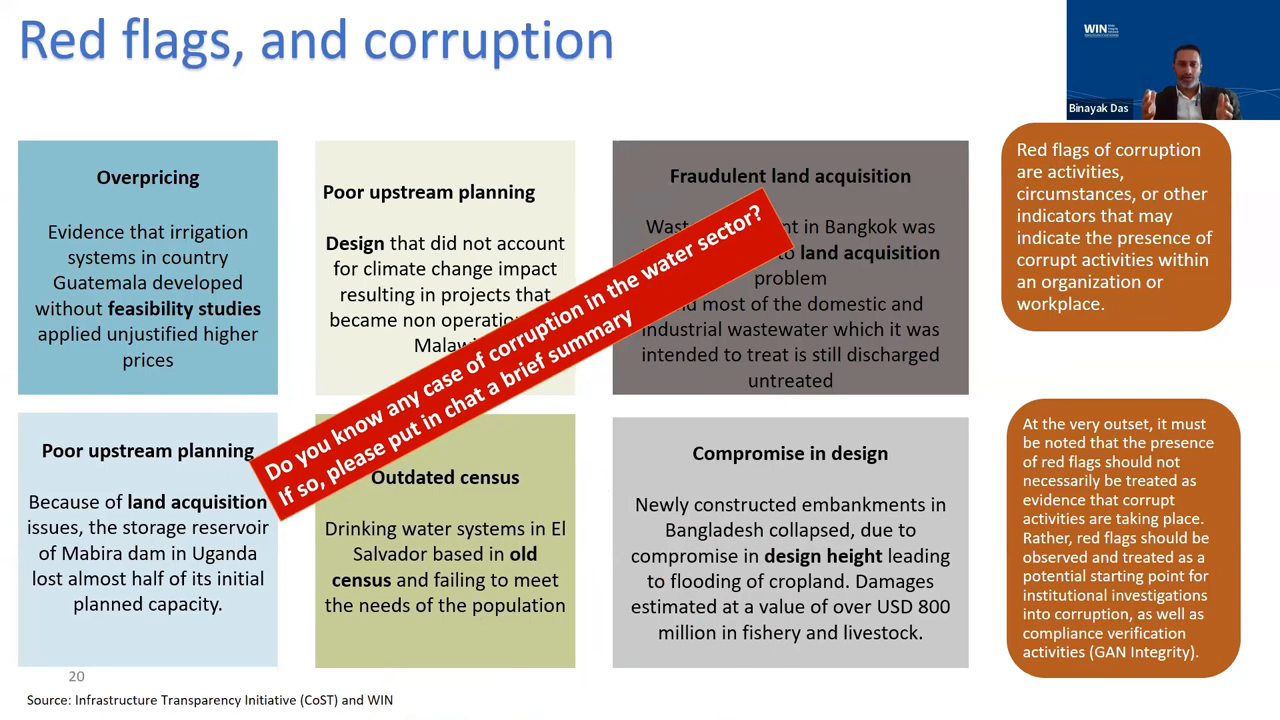 Red flags, and corruption
WIN
Binayak Das
Overpricing
Evidence that irrigation
systems in country
Guatemala developed
without feasibility studies
applied unjustified higher
prices
Poor upstream planning
Design that did not account
for climate change impact
resulting in projects that
became non
Fraudulent land acquisition
in Bangkok was
land acquisition
problem
most of the domestic and
industrial wastewater which it was
intended to treat is still discharged
untreated
Red flags of corruption
are activities,
circumstances, or other
indicators that may
indicate the presence of
corrupt activities within
an organization or
workplace.
Do you know any case of corruption in the water sector?
If so, please put in chat a brief summary
Poor upstream planning
Because of land acquisition
issues, the storage reservoir
of Mabira dam in Uganda
lost almost half of its initial
planned capacity.
Outdated census
Drinking water systems in El
Salvador based in old
census and failing to meet
the needs of the population
Compromise in design
Newly constructed embankments in
Bangladesh collapsed, due to
compromise in design height leading
to flooding of cropland. Damages
estimated at a value of over USD 800
million in fishery and livestock.
At the very outset, it must
be noted that the presence
of red flags should not
necessarily be treated as
evidence that corrupt
activities are taking place.
Rather, red flags should be
observed and treated as a
potential starting point for
institutional investigations
into corruption, as well as
compliance verification
activities (GAN Integrity).
20
Source: Infrastructure Transparency Initiative (CoST) and WIN